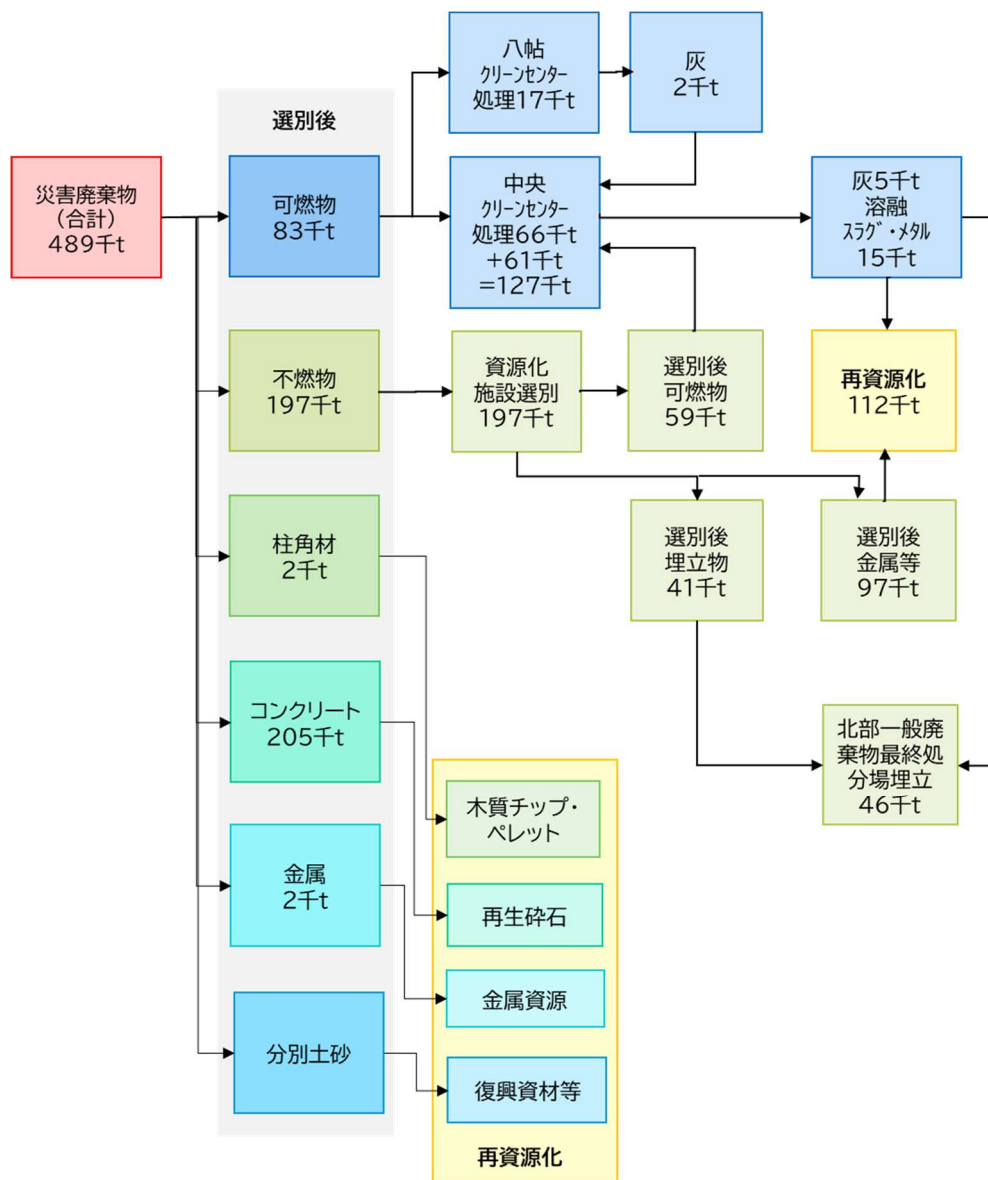 災害廃棄物
(合計)
489千t
選別後
可燃物
83千t
不燃物
197千t
柱角材
2千t
コンクリート
205千t
金属
2千t
分別土砂
八帖
ｸﾘｰﾝｾﾝﾀｰ
処理17千t
灰
2千t
中央
ｸﾘｰﾝｾﾝﾀｰ
処理66千t
+61千t
=127千t
灰5千t
溶融
ｽﾗｸﾞ・ﾒﾀﾙ
15千t
資源化
施設選別
197千t
選別後
可燃物
59千t
再資源化
112千t
選別後
埋立物
41千t
選別後
金属等
97千t
北部一般廃
棄物最終処
分場埋立
46千t
木質チップ・
ペレット
再生砕石
金属資源
復興資材等
再資源化